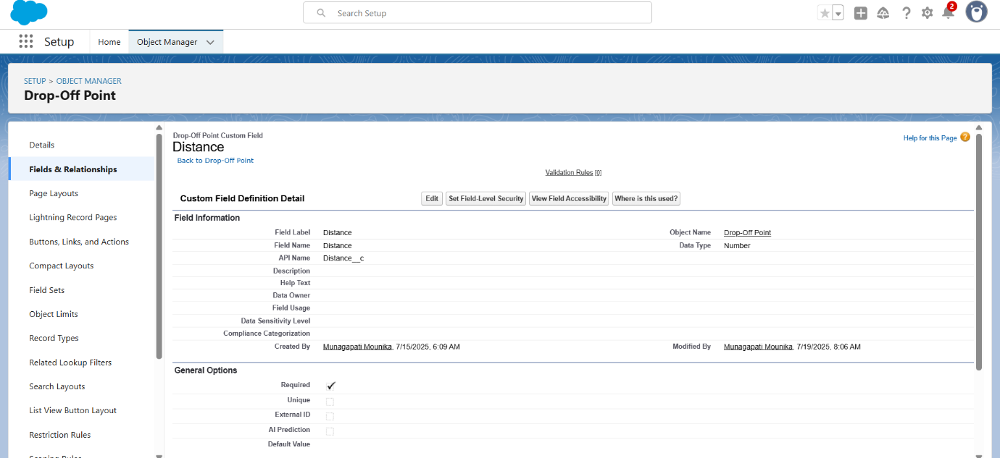 Search Setup
2
Setup
Home
Object Manager
SETUP > OBJECT MANAGER
Drop-Off Point
Details
Fields & Relationships
Page Layouts
Lightning Record Pages
Buttons, Links, and Actions
Compact Layouts
Field Sets
Object Limits
Record Types
Related Lookup Filters
Search Layouts
List View Button Layout
Restriction Rules
Scoping Rules
Drop-Off Point Custom Field
Distance
Back to Drop-Off Point
Help for this Page ?
Validation Rules [0]
Custom Field Definition Detail
Edit
Set Field-Level Security
View Field Accessibility
Where is this used?
Field Information
Field Label Distance Object Name Drop-Off Point
Field Name Distance Data Type Number
API Name Distance__c
Description
Help Text
Data Owner
Field Usage
Data Sensitivity Level
Compliance Categorization
Created By Munagapati Mounika, 7/15/2025, 6:09 AM Modified By Munagapati Mounika, 7/19/2025, 8:06 AM
General Options
Required
Unique
External ID
AI Prediction
Default Value